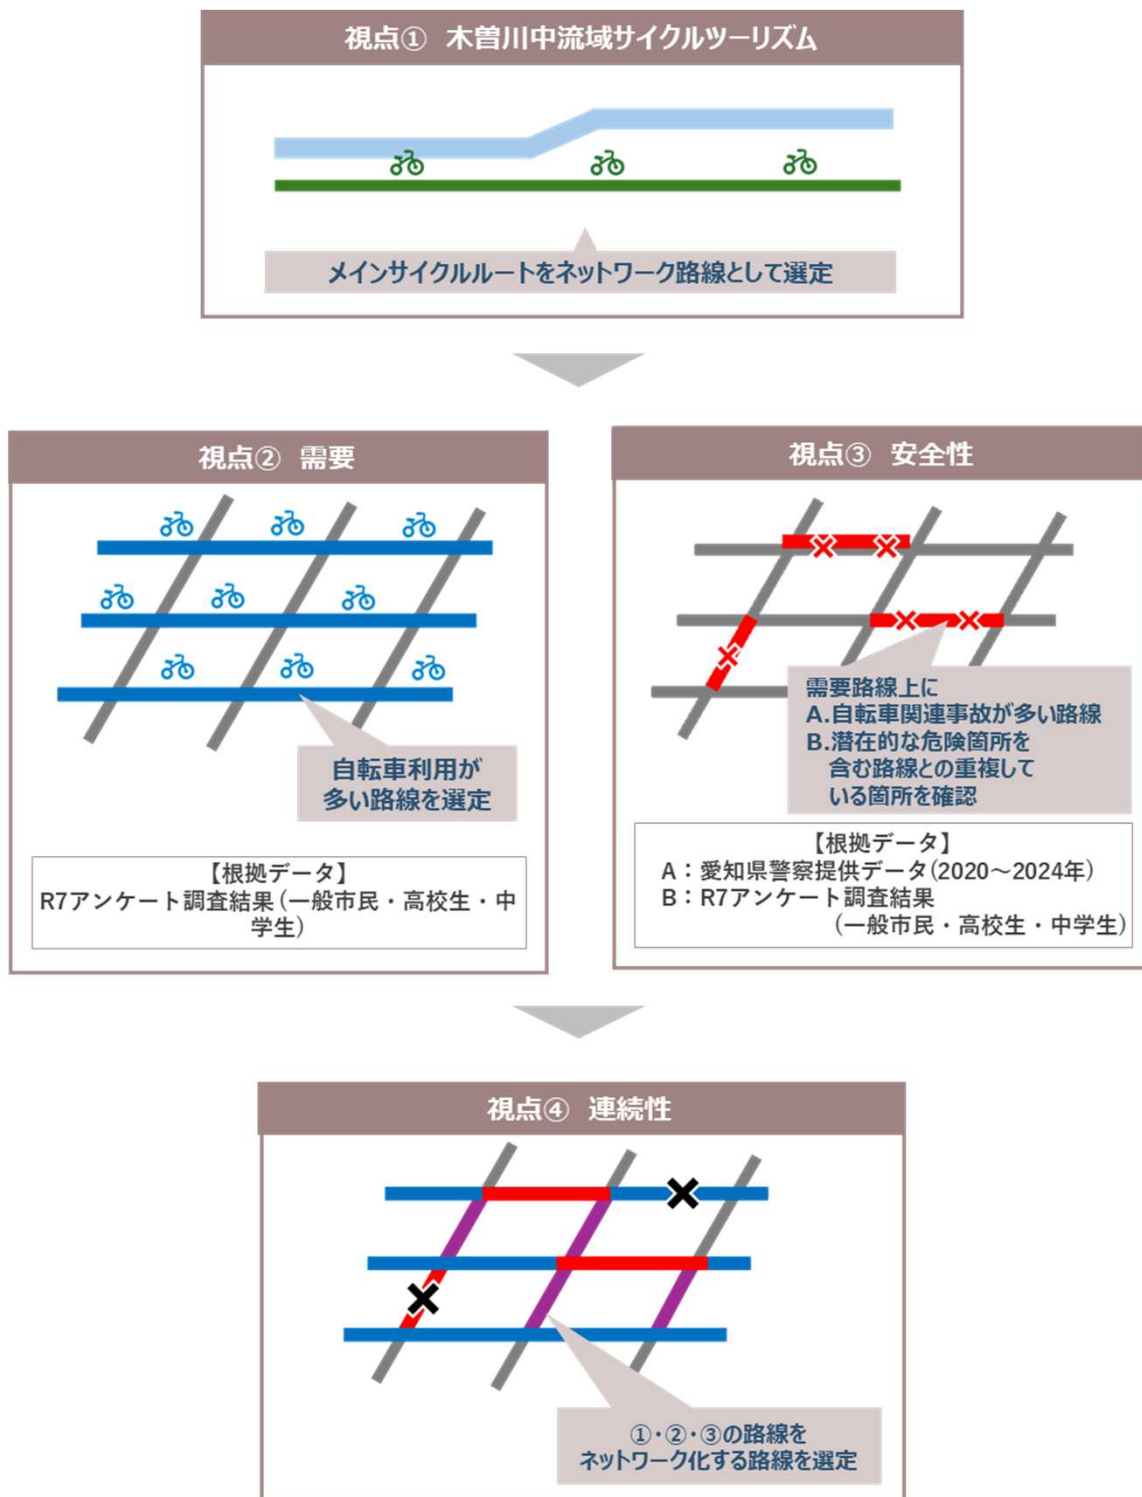 視点① 木曽川中流域サイクルツーリズム
メインサイクルルートをネットワーク路線として選定
視点② 需要
自転車利用が
多い路線を選定
【根拠データ】
R7アンケート調査結果(一般市民・高校生・中
学生)
視点③ 安全性
需要路線上に
A.自転車関連事故が多い路線
B.潜在的な危険箇所を
含む路線との重複して
いる箇所を確認
【根拠データ】
A：愛知県警察提供データ(2020～2024年)
B：R7アンケート調査結果
(一般市民・高校生・中学生)
視点④ 連続性
①・②・③の路線を
ネットワーク化する路線を選定